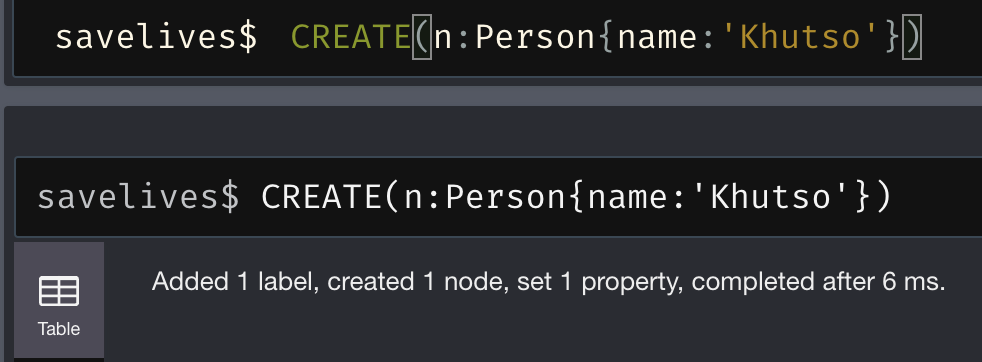 savelives$ CREATE(n:Person{name:'Khutso'})
savelives$ CREATE(n:Person{name:'Khutso'})
Added 1 label, created 1 node, set 1 property, completed after 6 ms.
Table